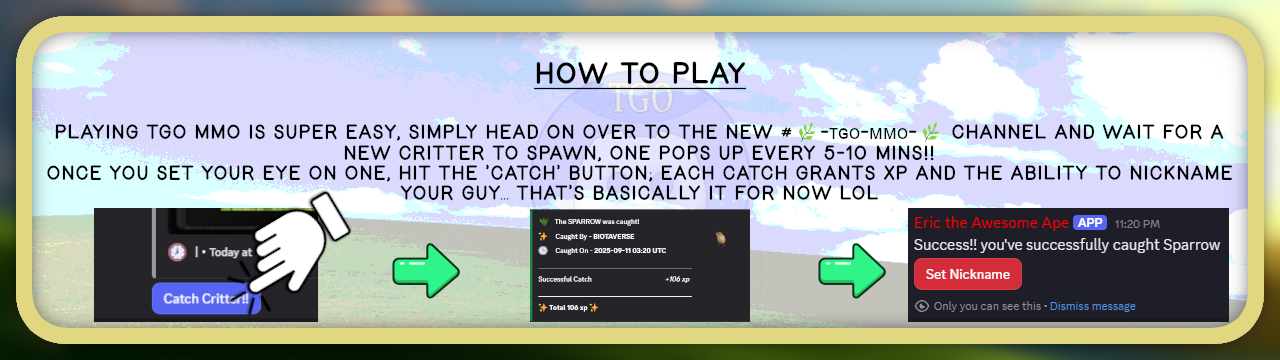 HOW TO PLAY
TGO
PLAYING TGO MMO IS SUPER EASY, SIMPLY HEAD ON OVER TO THE NEW # 🌿 -TGO-MMO- 🌿 CHANNEL AND WAIT FOR A
NEW CRITTER TO SPAWN, ONE POPS UP EVERY 5-10 MINS!!
ONCE YOU SET YOUR EYE ON ONE, HIT THE 'CATCH' BUTTON; EACH CATCH GRANTS XP AND THE ABILITY TO NICKNAME
YOUR GUY... THAT'S BASICALLY IT FOR NOW LOL
| • Today at
Catch Critter!!
The SPARROW was caught!
Caught By - BIOTAVERSE
Caught On - 2025-09-11 03:20 UTC
Successful Catch +106 xp
✨ Total 106 xp ✨
Eric the Awesome Ape APP 11:20 PM
Success!! you've successfully caught Sparrow
Set Nickname
Only you can see this • Dismiss message